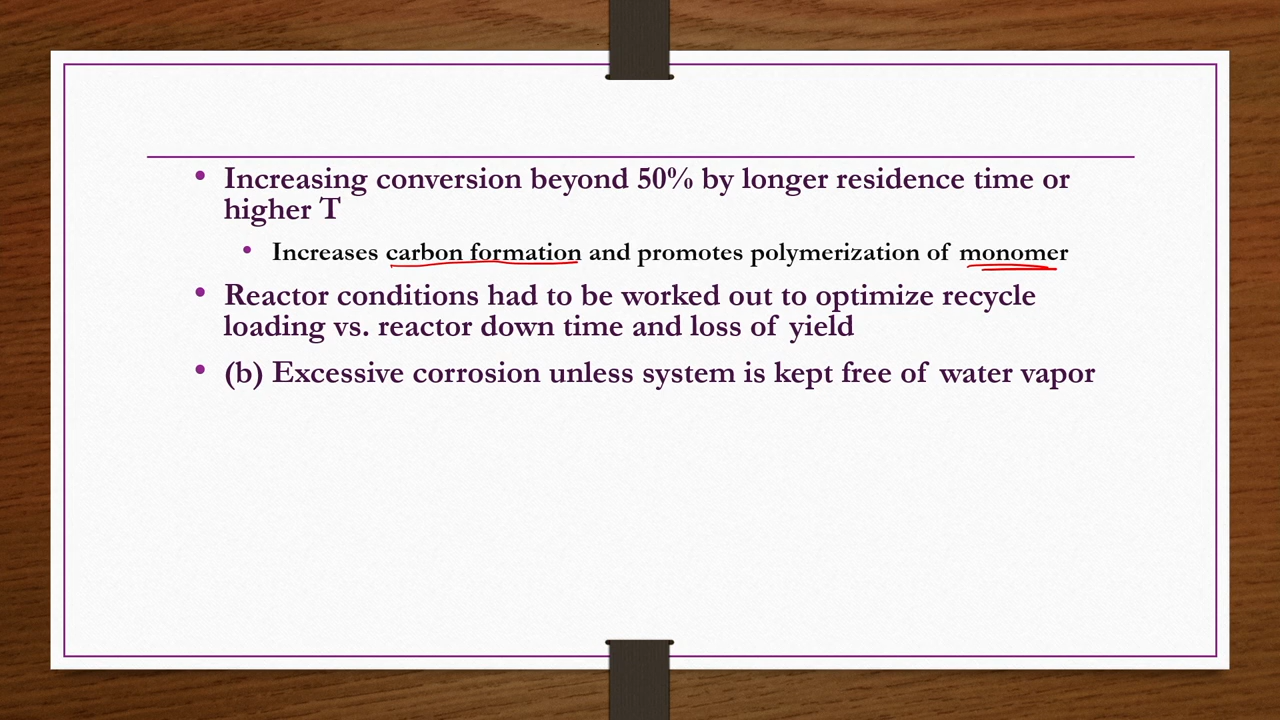 • Increasing conversion beyond 50% by longer residence time or
higher T
• Increases carbon formation and promotes polymerization of monomer
• Reactor conditions had to be worked out to optimize recycle
loading vs. reactor down time and loss of yield
• (b) Excessive corrosion unless system is kept free of water vapor